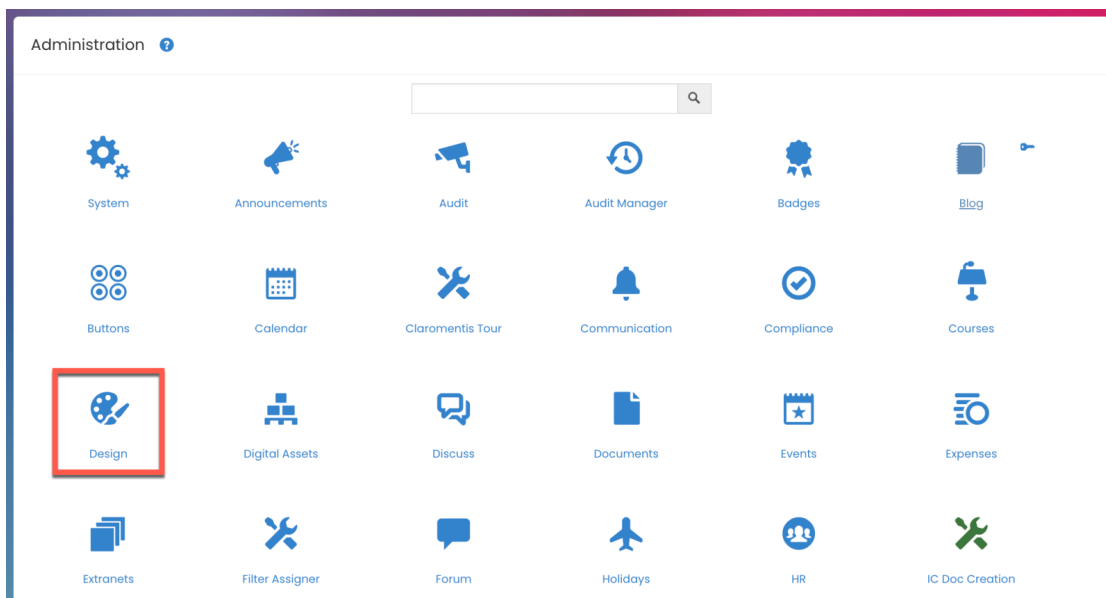 Administration ?
System Announcements Audit Audit Manager Badges Blog
Buttons Calendar Claromentis Tour Communication Compliance Courses
Design Digital Assets Discuss Documents Events Expenses
Extranets Filter Assigner Forum Holidays HR IC Doc Creation